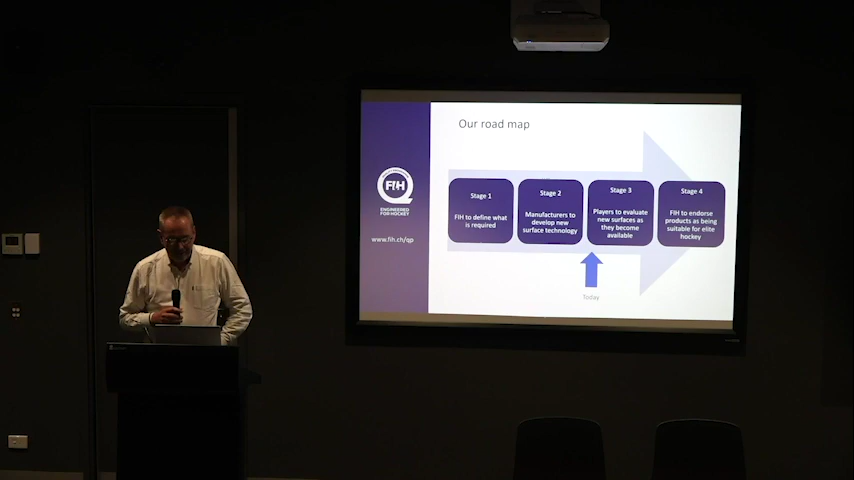 Our road map
FIH
ENGINEERED
FOR HOCKEY
www.fih.ch/qp
Stage 1
FIH to define what
is required
Stage 2
Manufacturers to
develop new
surface technology
Stage 3
Players to evaluate
new surfaces as
they become
available
Stage 4
FIH to endorse
products as being
suitable for elite
hockey
Today